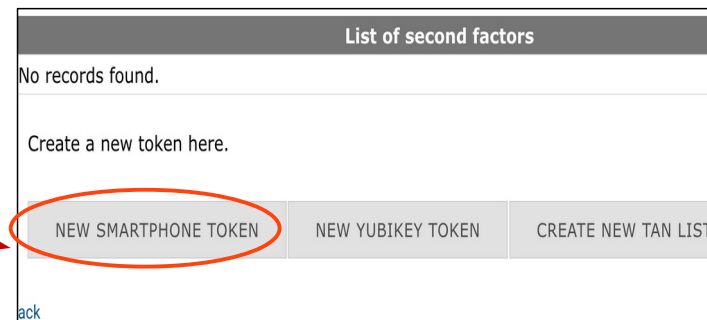 List of second factors
No records found.
Create a new token here.
NEW SMARTPHONE TOKEN NEW YUBIKEY TOKEN CREATE NEW TAN LIST
ack